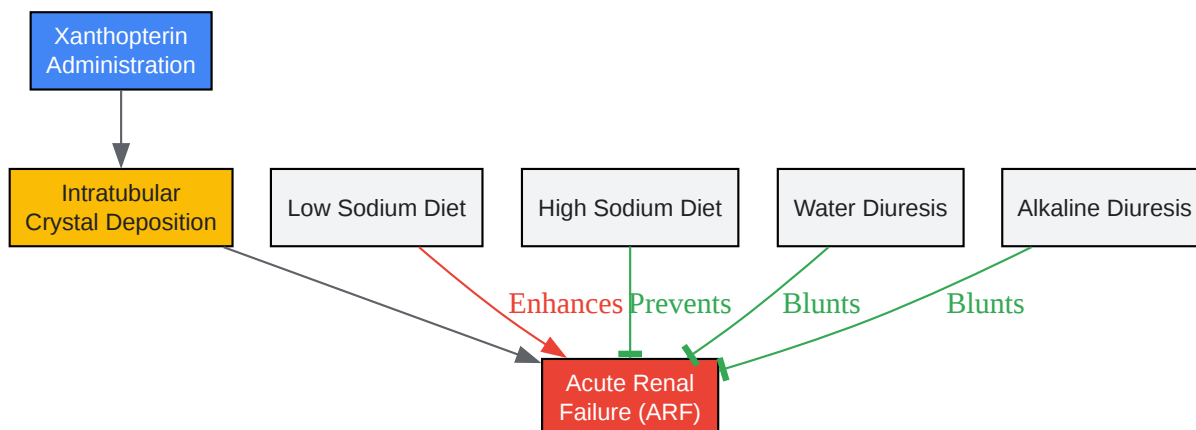 Xanthopterin
Administration
Intratubular
Crystal Deposition
Low Sodium Diet
High Sodium Diet
Water Diuresis
Alkaline Diuresis
Enhances
Prevents
Blunts
Blunts
Acute Renal
Failure (ARF)